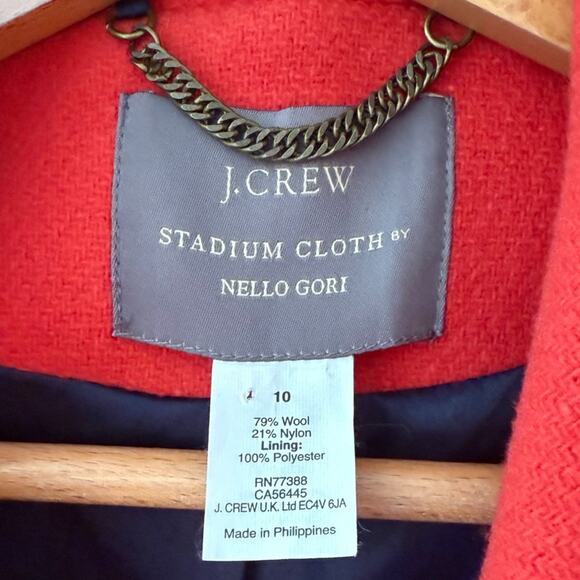 J.CREW
STADIUM CLOTH BY
NELLO GORI
10
79% Wool
21% Nylon
Lining:
100% Polyester
RN77388
CA56445
J. CREW U.K. Ltd EC4V 6JA
Made in Philippines